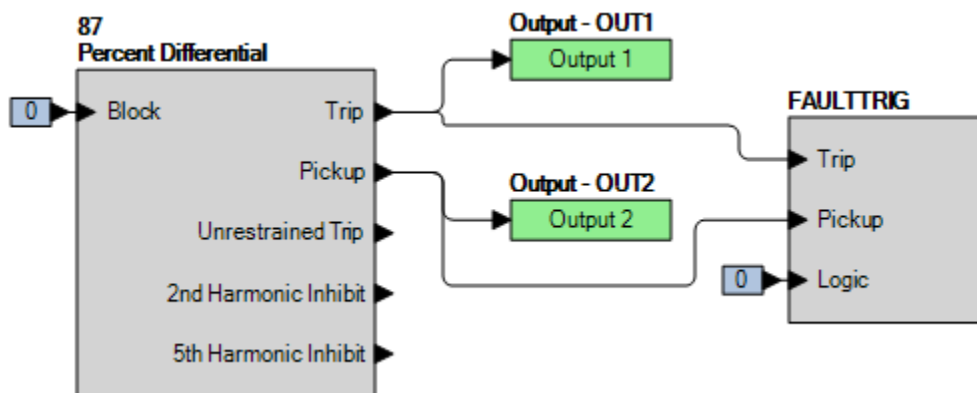 87
Percent Differential
0
Block
Trip
Pickup
Unrestrained Trip
2nd Harmonic Inhibit
5th Harmonic Inhibit
Output - OUT1
Output 1
Output - OUT2
Output 2
FAULTTRIG
Trip
Pickup
0
Logic